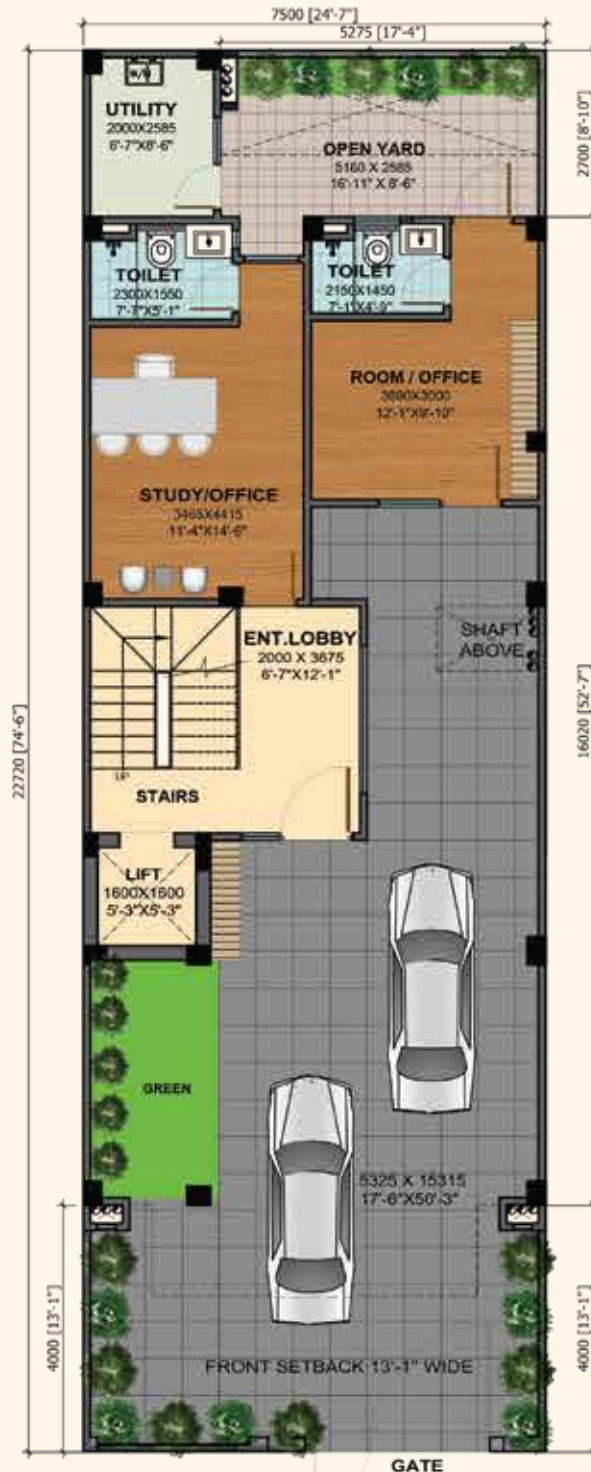 7500 [24'-7"]
5275 [17'-4"]
W/M
UTILITY
2000X2585
6'-7"X8'-6"
OPEN YARD
5160 X 2585
16'-11" X 8'-6"
2700 [8'-10"]
TOILET
2300X1550
7'-7"X5'-1"
TOILET
2150X1450
7'-1"X4'-9"
ROOM / OFFICE
12'-1"X9'-10"
STUDY/OFFICE
3465X4415
11'-4"X14'-6"
ENT.LOBBY
2000 X 3675
6'-7"X12'-1"
SHAFT
ABOVE
22720 [74'-6"]
16020 [52'-7"]
UP
STAIRS
LIFT
1600X1600
5'-3"X5'-3"
GREEN
5325 X 15315
17'-6"X50'-3"
4000 [13'-1"]
4000 [13'-1"]
FRONT SETBACK 13'-1" WIDE
GATE